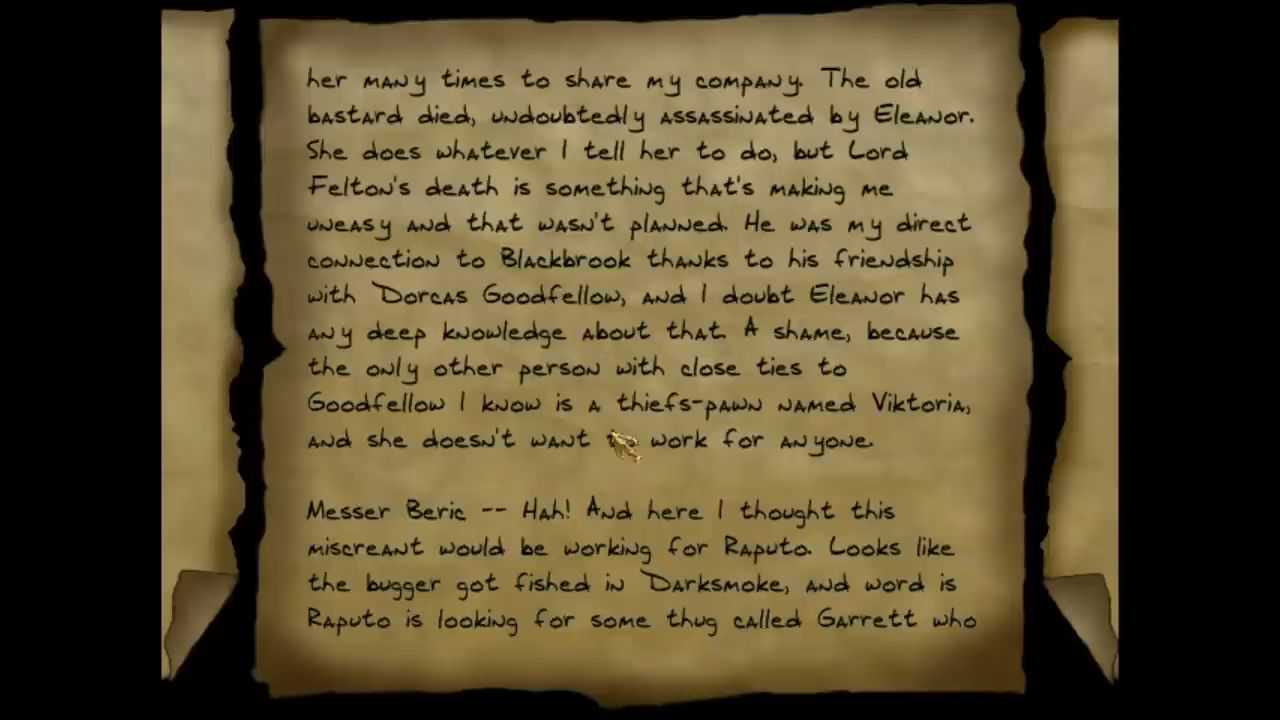 her many times to share my company. The old
bastard died, undoubtedly assassinated by Eleanor.
She does whatever I tell her to do, but Lord
Felton's death is something that's making me
uneasy and that wasn't planned. He was my direct
connection to Blackbrook thanks to his friendship
with Dorcas Goodfellow, and I doubt Eleanor has
any deep knowledge about that. A shame, because
the only other person with close ties to
Goodfellow I know is a thiefs-pawn named Viktoria,
and she doesn't want work for anyone.
Messer Beric -- Hah! And here I thought this
miscreant would be working for Raputo. Looks like
the bugger got fished in Darksmoke, and word is
Raputo is looking for some thug called Garrett who